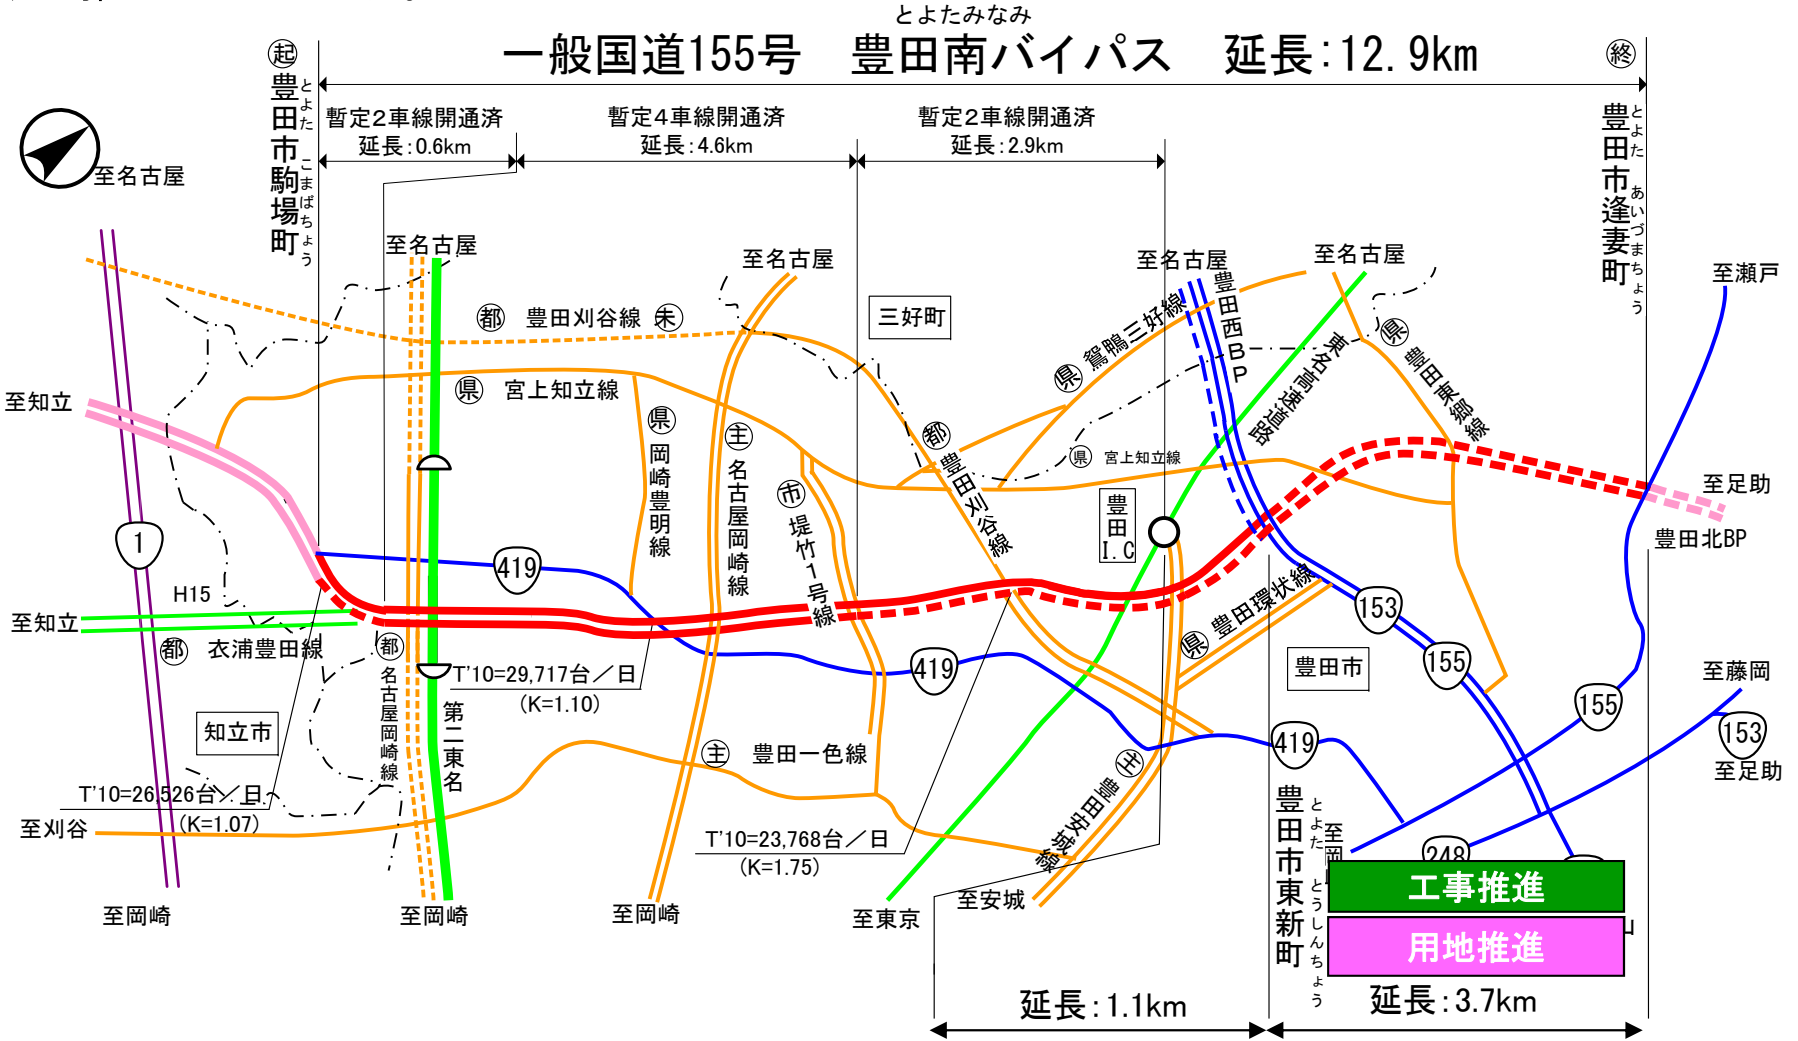 とよたみなみ
一般国道155号　豊田南バイパス　延長:12.9km
起
豊田市駒場町
とよた　こまばちょう
終
豊田市逢妻町
とよた　あいづまちょう
暫定2車線開通済
延長:0.6km
暫定4車線開通済
延長:4.6km
暫定2車線開通済
延長:2.9km
至名古屋
至名古屋
至名古屋
至名古屋
至名古屋
至瀬戸
都 豊田刈谷線 未
三好町
県 鴛鴨三好線
豊田西BP
東名高速道路
県 豊田東郷線
至知立
県 宮上知立線
県 岡崎豊明線
主 名古屋岡崎線
市 堤竹1号線
都 豊田刈谷線
県 宮上知立線
豊田I.C
至足助
豊田北BP
1
419
H15
至知立
都 衣浦豊田線
都 名古屋岡崎線
県 豊田環状線
153
155
419
豊田市
155
至藤岡
153
至足助
T'10=29,717台／日
(K=1.10)
知立市
第二東名
主 豊田一色線
419
主 豊田安城線
T'10=26,526台／日
(K=1.07)
至刈谷
T'10=23,768台／日
(K=1.75)
豊田市東新町
とよた　とうしんちょう
至岡
248
工事推進
用地推進
至岡崎
至岡崎
至岡崎
至東京
至安城
延長:1.1km
延長:3.7km